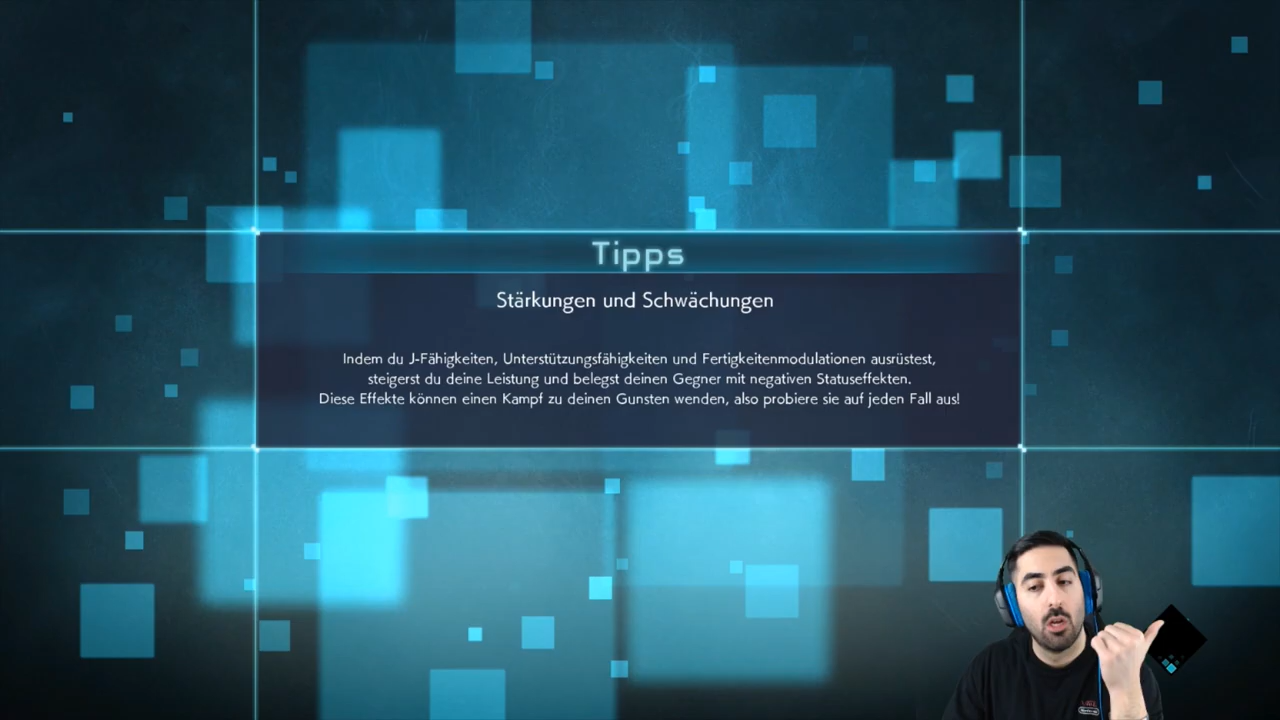 Tipps
Stärkungen und Schwächungen
Indem du J-Fähigkeiten, Unterstützungsfähigkeiten und Fertigkeitenmodulationen ausrüstest,
steigerst du deine Leistung und belegst deinen Gegner mit negativen Statuseffekten.
Diese Effekte können einen Kampf zu deinen Gunsten wenden, also probiere sie auf jeden Fall aus!